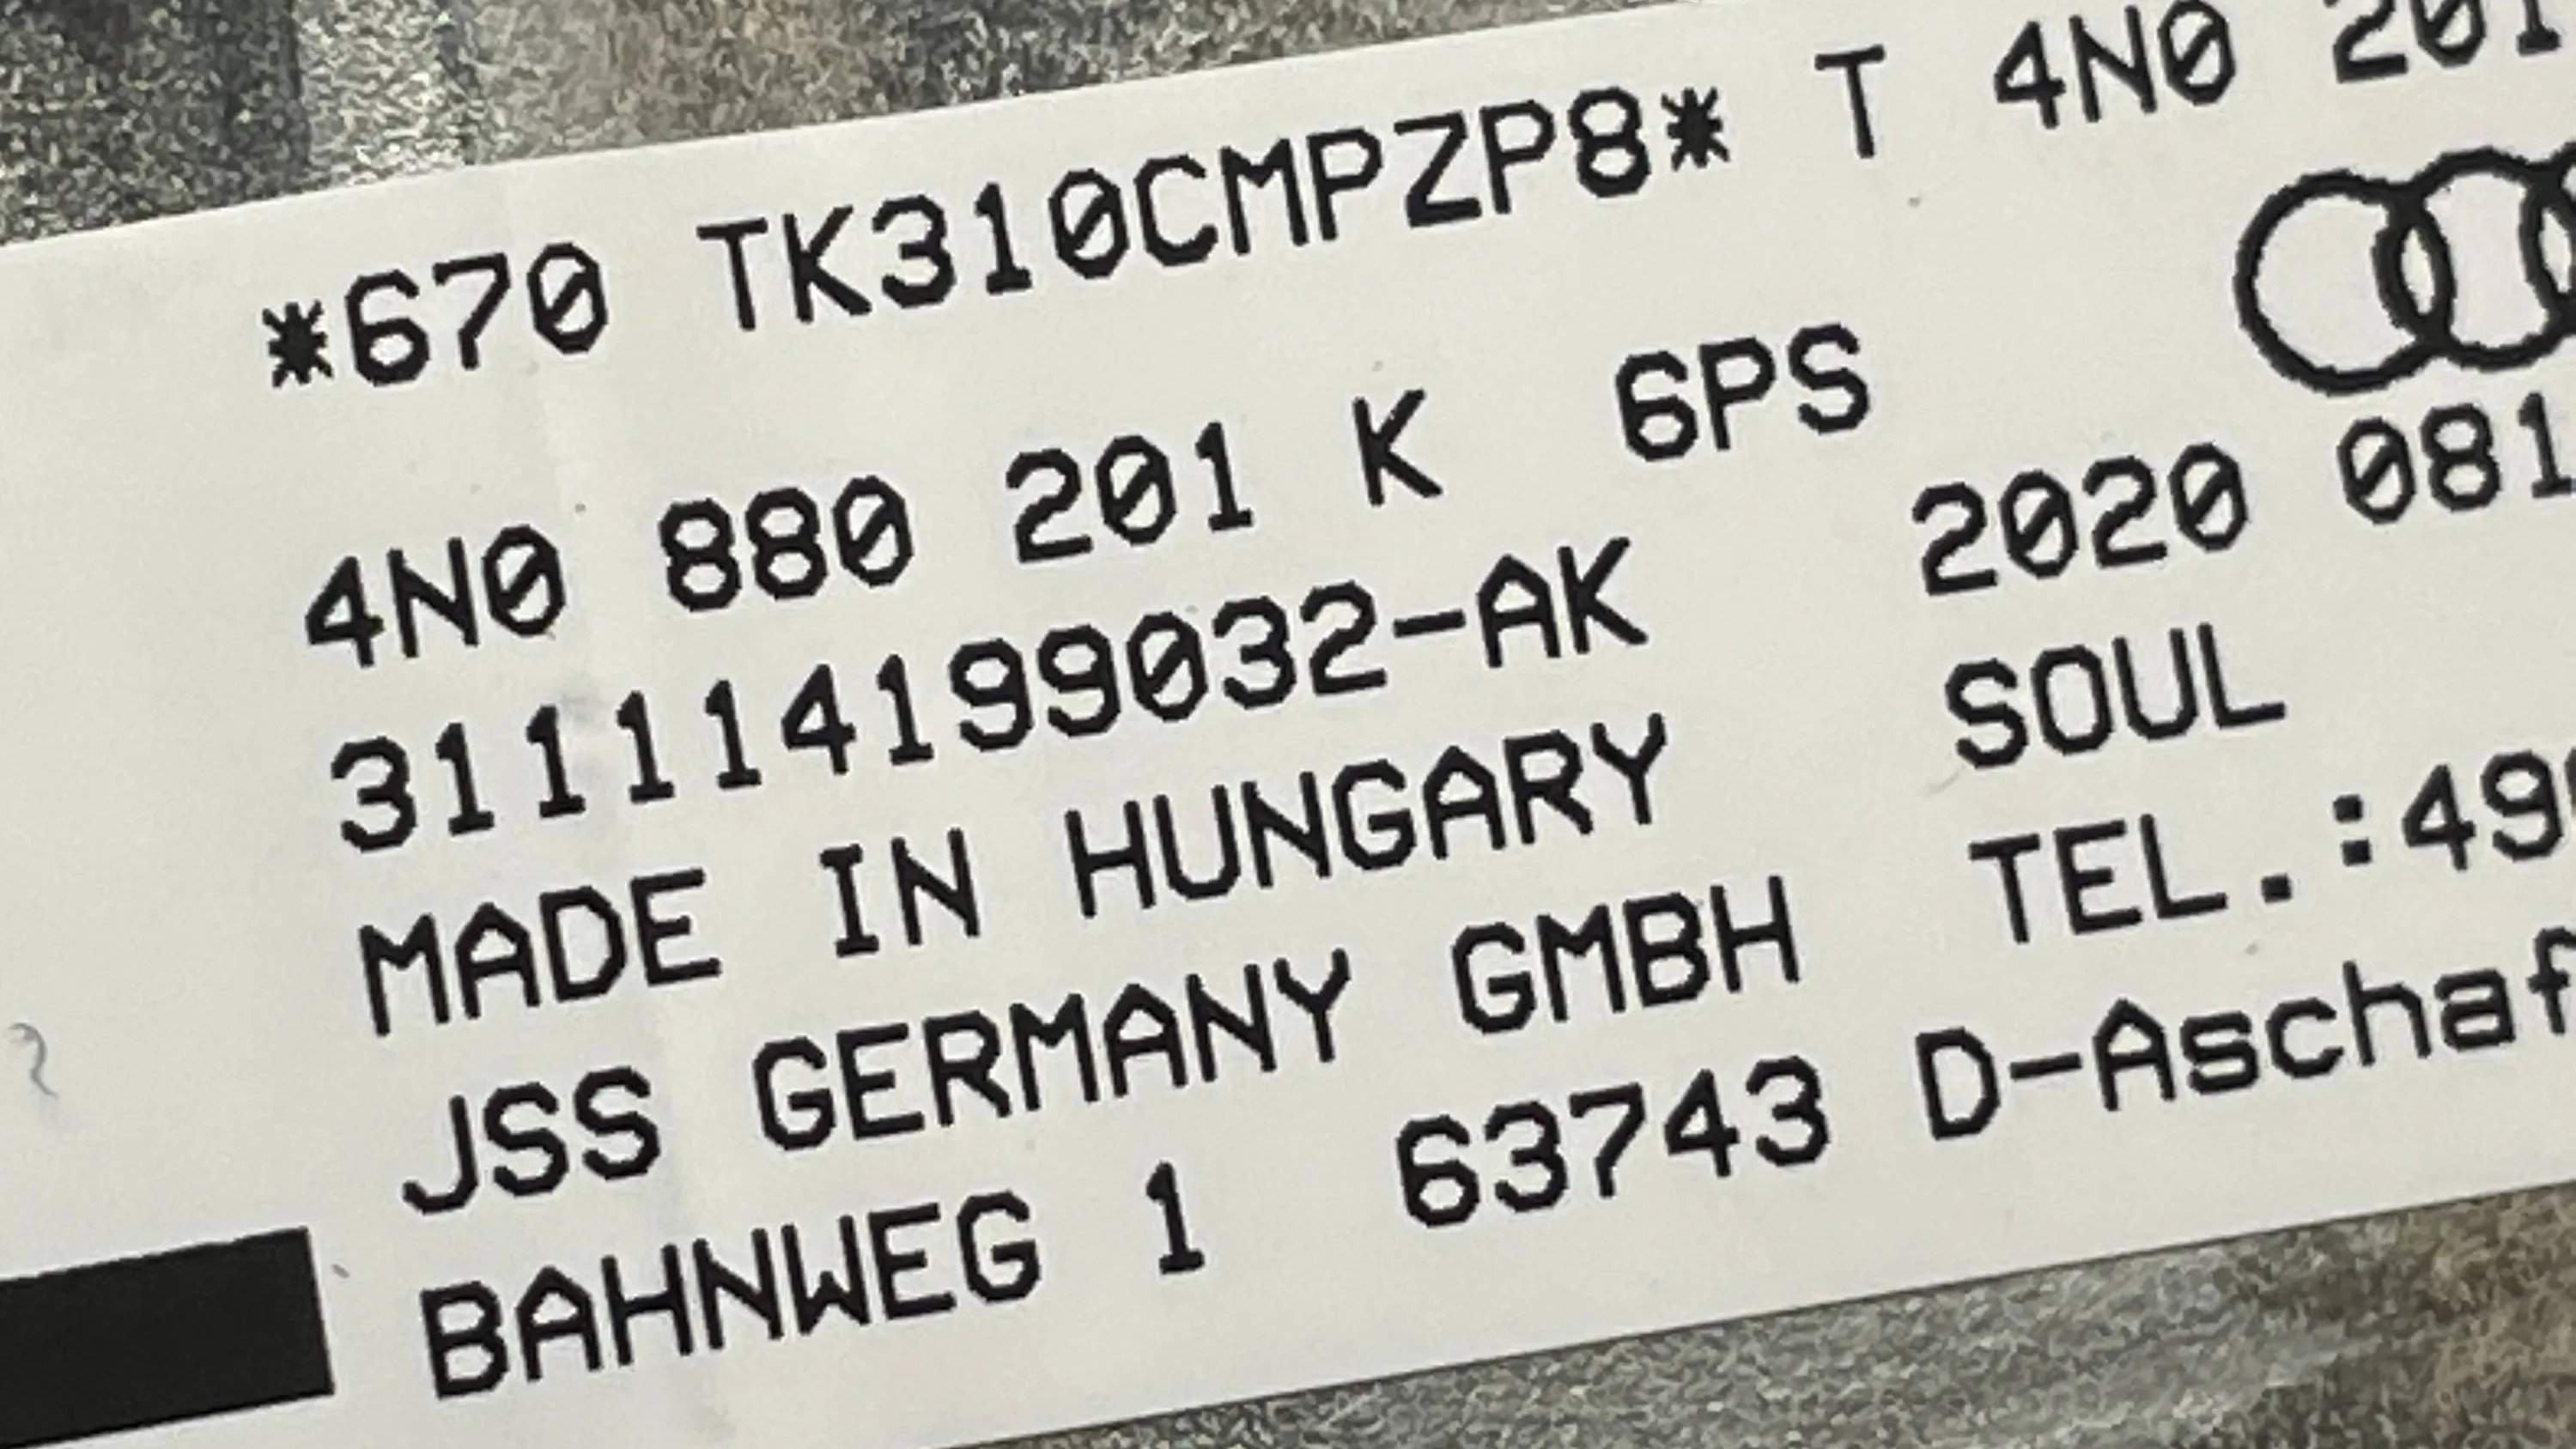 *670 TK310CMPZP8* T 4N0 201
4N0 880 201 K 6PS
311114199032-AK 2020 081
MADE IN HUNGARY SOUL
JSS GERMANY GMBH TEL.:49
BAHNWEG 1 63743 D-Aschaf